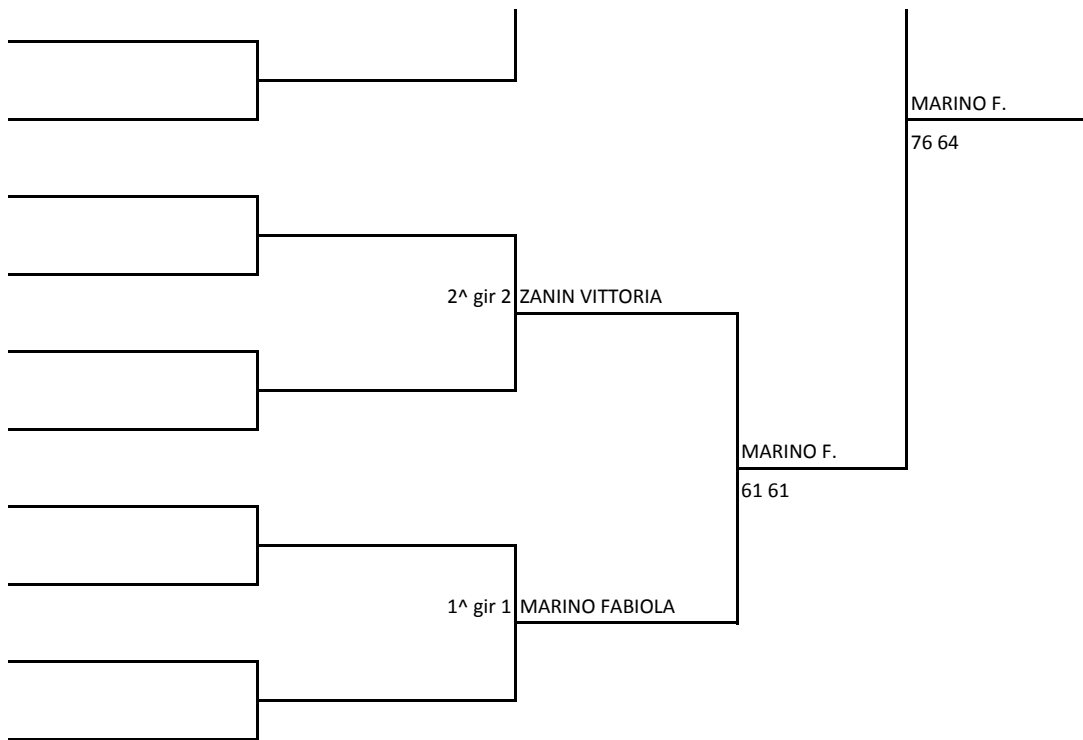 MARINO F.
76 64
2^ gir 2 ZANIN VITTORIA
MARINO F.
61 61
1^ gir 1 MARINO FABIOLA